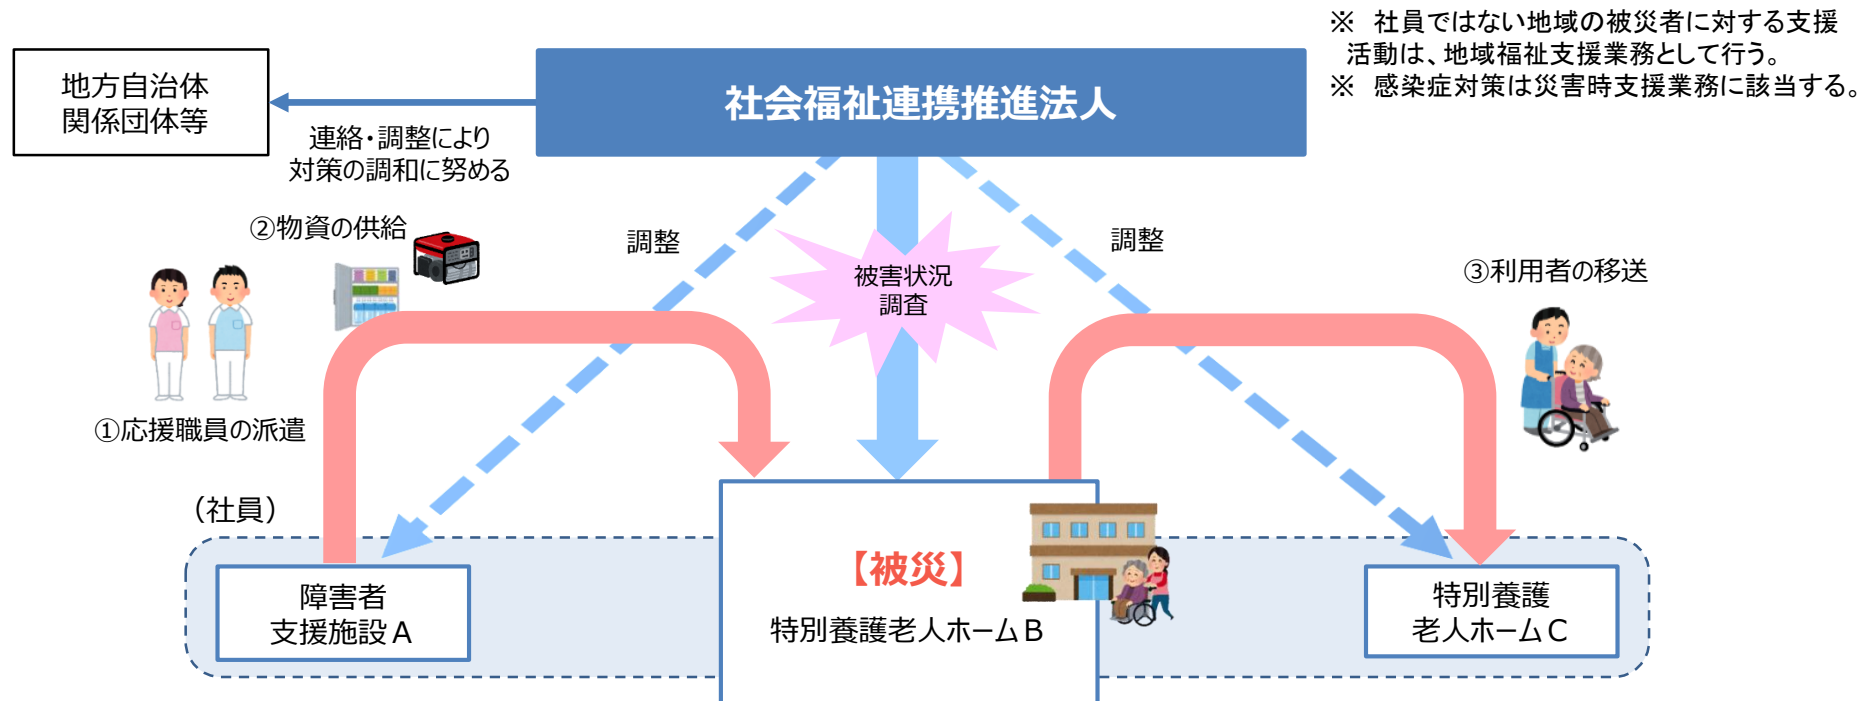 ※ 社員ではない地域の被災者に対する支援
活動は、地域福祉支援業務として行う。
※ 感染症対策は災害時支援業務に該当する。
地方自治体
関係団体等
社会福祉連携推進法人
連絡・調整により
対策の調和に努める
②物資の供給
調整
調整
被害状況
調査
③利用者の移送
①応援職員の派遣
（社員）
障害者
支援施設A
【被災】
特別養護老人ホームB
特別養護
老人ホームC